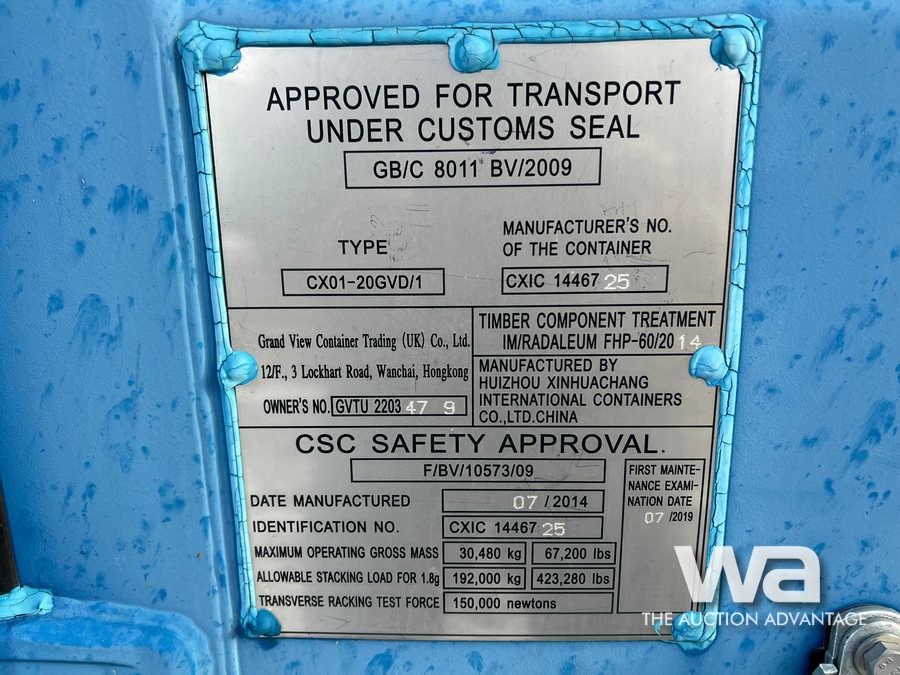 APPROVED FOR TRANSPORT
UNDER CUSTOMS SEAL
GB/C 8011 BV/2009
TYPE
CX01-20GVD/1
MANUFACTURER'S NO.
OF THE CONTAINER
CXIC 14467 25
Grand View Container Trading (UK) Co., Ltd.
12/F., 3 Lockhart Road, Wanchai, Hongkong
OWNER'S NO. GVTU 2203 47 9
TIMBER COMPONENT TREATMENT
IM/RADALEUM FHP-60/2014
MANUFACTURED BY
HUIZHOU XINHUACHANG
INTERNATIONAL CONTAINERS
CO.,LTD.CHINA
CSC SAFETY APPROVAL.
F/BV/10573/09
DATE MANUFACTURED 07 / 2014
IDENTIFICATION NO. CXIC 14467 25
MAXIMUM OPERATING GROSS MASS 30,480 kg 67,200 lbs
ALLOWABLE STACKING LOAD FOR 1.8g 192,000 kg 423,280 lbs
TRANSVERSE RACKING TEST FORCE 150,000 newtons
FIRST MAINTE-
NANCE EXAMI-
NATION DATE
07 /2019
wa
THE AUCTION ADVANTAGE